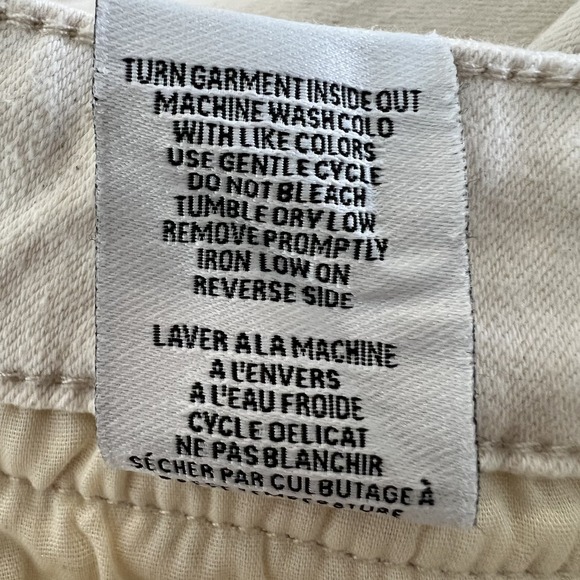 TURN GARMENT INSIDE OUT
MACHINE WASH COLD
WITH LIKE COLORS
USE GENTLE CYCLE
DO NOT BLEACH
TUMBLE DRY LOW
REMOVE PROMPTLY
IRON LOW ON
REVERSE SIDE
LAVER A LA MACHINE
A L'ENVERS
A L'EAU FROIDE
CYCLE DELICAT
NE PAS BLANCHIR
SÉCHER PAR CULBUTAGE À